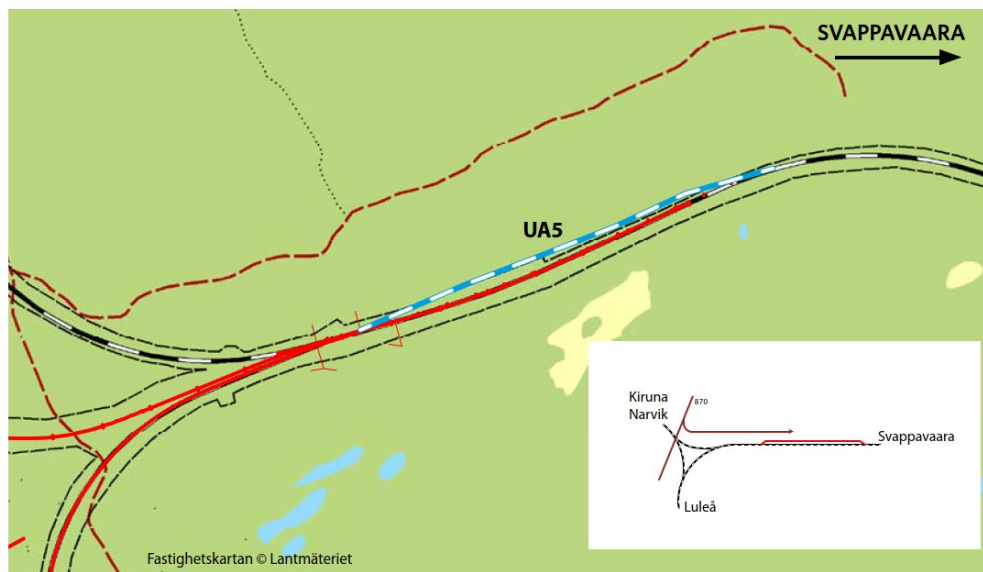 SVAPPAVAARA
UA5
Kiruna
Narvik
870
Svappavaara
Luleå
Fastighetskartan © Lantmäteriet